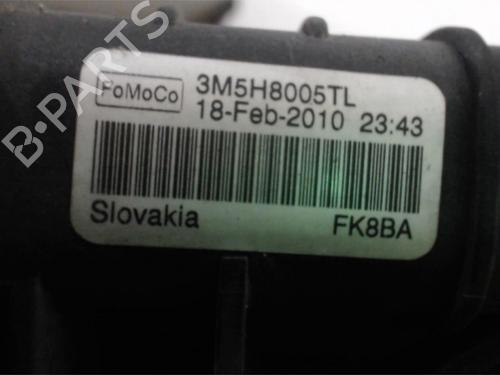 B-PARTS
FoMoCo 3M5H8005TL
18-Feb-2010 23:43
Slovakia FK8BA